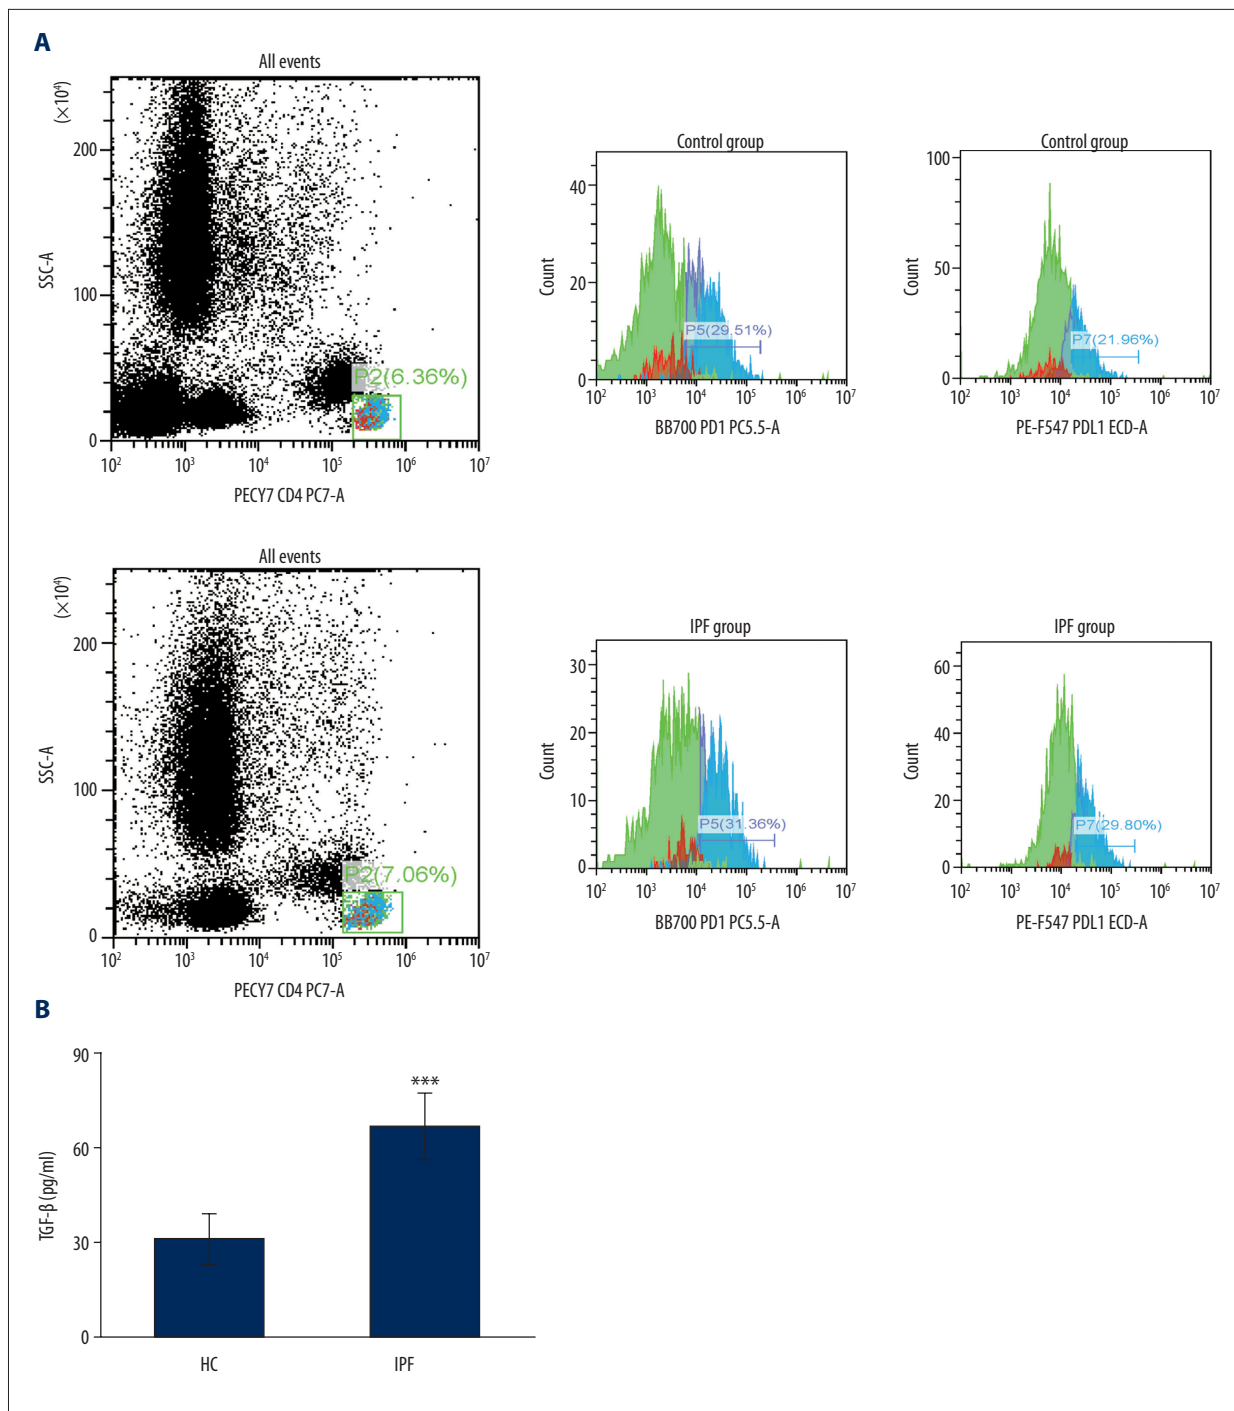 A
All events
(×10⁴)
200
100
0
SSC-A
P2(6.36%)
10² 10³ 10⁴ 10⁵ 10⁶ 10⁷
PECY7 CD4 PC7-A
Control group
40
20
0
Count
P5(29.51%)
10² 10³ 10⁴ 10⁵ 10⁶ 10⁷
BB700 PD1 PC5.5-A
Control group
100
50
0
Count
P7(21.96%)
10² 10³ 10⁴ 10⁵ 10⁶ 10⁷
PE-F547 PDL1 ECD-A
All events
(×10⁴)
200
100
0
SSC-A
P2(7.06%)
10² 10³ 10⁴ 10⁵ 10⁶ 10⁷
PECY7 CD4 PC7-A
IPF group
30
20
10
0
Count
P5(31.36%)
10² 10³ 10⁴ 10⁵ 10⁶ 10⁷
BB700 PD1 PC5.5-A
IPF group
60
40
20
0
Count
P7(29.80%)
10² 10³ 10⁴ 10⁵ 10⁶ 10⁷
PE-F547 PDL1 ECD-A
B
90
60
30
0
TGF-β (pg/ml)
***
HC IPF